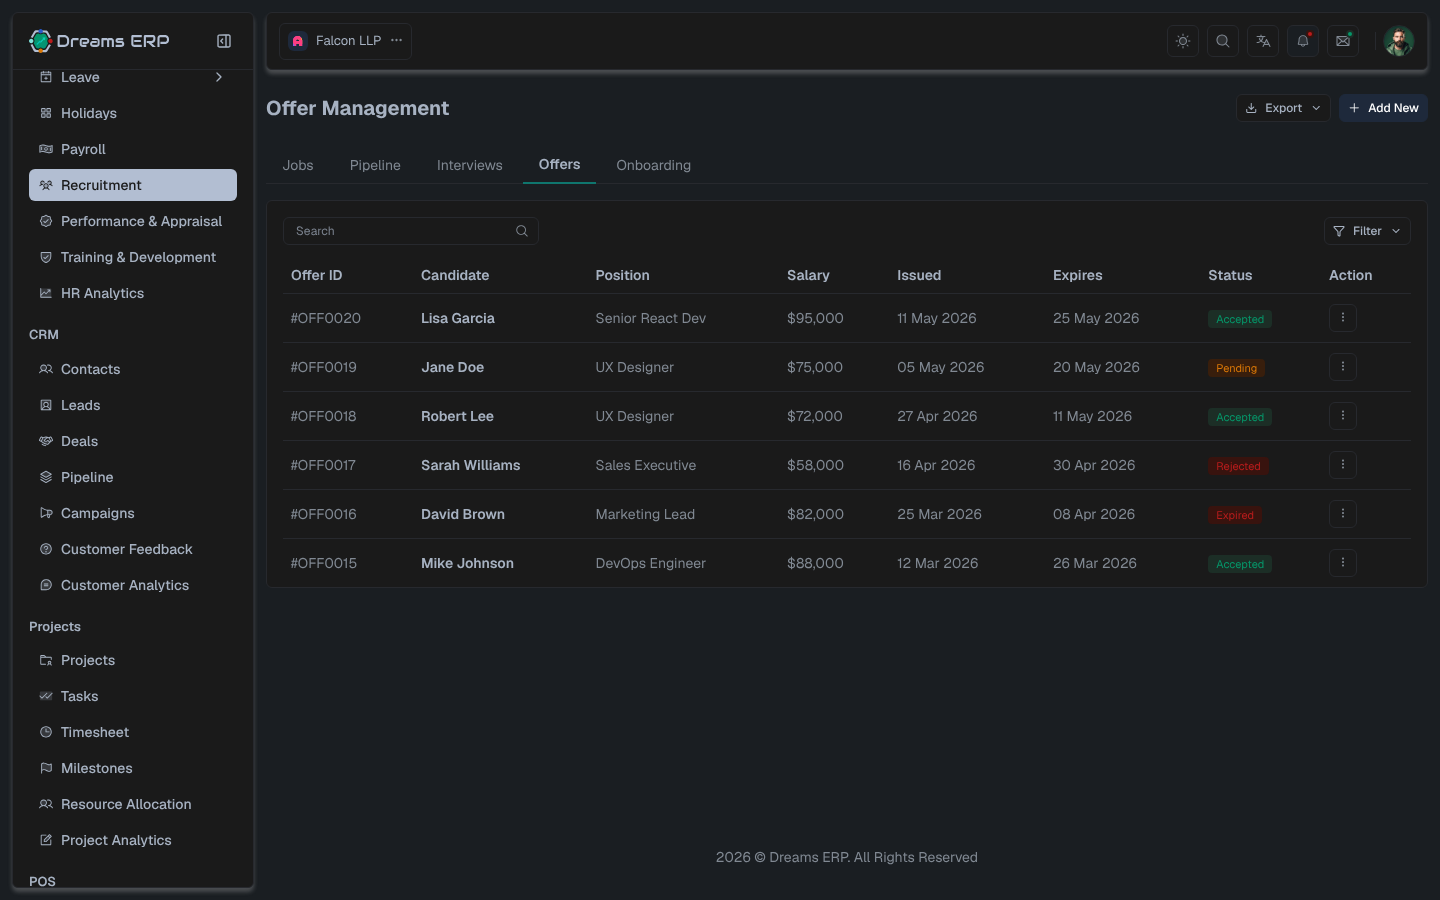 Dreams ERP
Leave
Holidays
Payroll
Recruitment
Performance & Appraisal
Training & Development
HR Analytics
CRM
Contacts
Leads
Deals
Pipeline
Campaigns
Customer Feedback
Customer Analytics
Projects
Projects
Tasks
Timesheet
Milestones
Resource Allocation
Project Analytics
POS
Falcon LLP
Offer Management
Export
Add New
Jobs Pipeline Interviews Offers Onboarding
Search
Filter
Offer ID Candidate Position Salary Issued Expires Status Action
#OFF0020 Lisa Garcia Senior React Dev $95,000 11 May 2026 25 May 2026 Accepted
#OFF0019 Jane Doe UX Designer $75,000 05 May 2026 20 May 2026 Pending
#OFF0018 Robert Lee UX Designer $72,000 27 Apr 2026 11 May 2026 Accepted
#OFF0017 Sarah Williams Sales Executive $58,000 16 Apr 2026 30 Apr 2026 Rejected
#OFF0016 David Brown Marketing Lead $82,000 25 Mar 2026 08 Apr 2026 Expired
#OFF0015 Mike Johnson DevOps Engineer $88,000 12 Mar 2026 26 Mar 2026 Accepted
2026 © Dreams ERP. All Rights Reserved